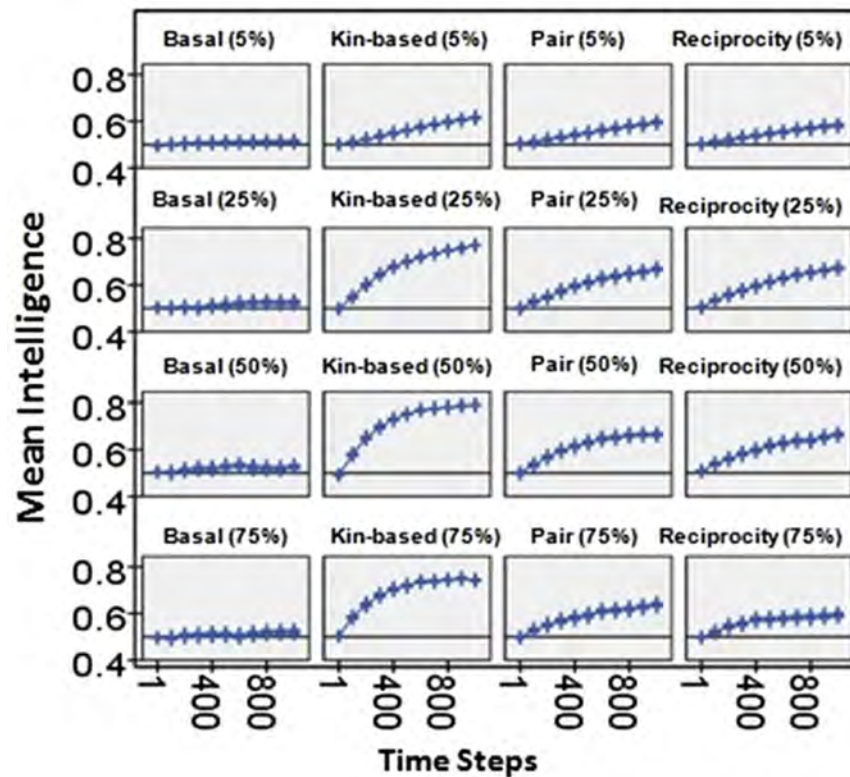 Basal (5%) Kin-based (5%) Pair (5%) Reciprocity (5%)
0.8
0.6
0.4
Basal (25%) Kin-based (25%) Pair (25%) Reciprocity (25%)
0.8
0.6
0.4
Basal (50%) Kin-based (50%) Pair (50%) Reciprocity (50%)
0.8
0.6
0.4
Basal (75%) Kin-based (75%) Pair (75%) Reciprocity (75%)
0.8
0.6
0.4
Mean Intelligence
1 400 800 1 400 800 1 400 800 1 400 800
Time Steps